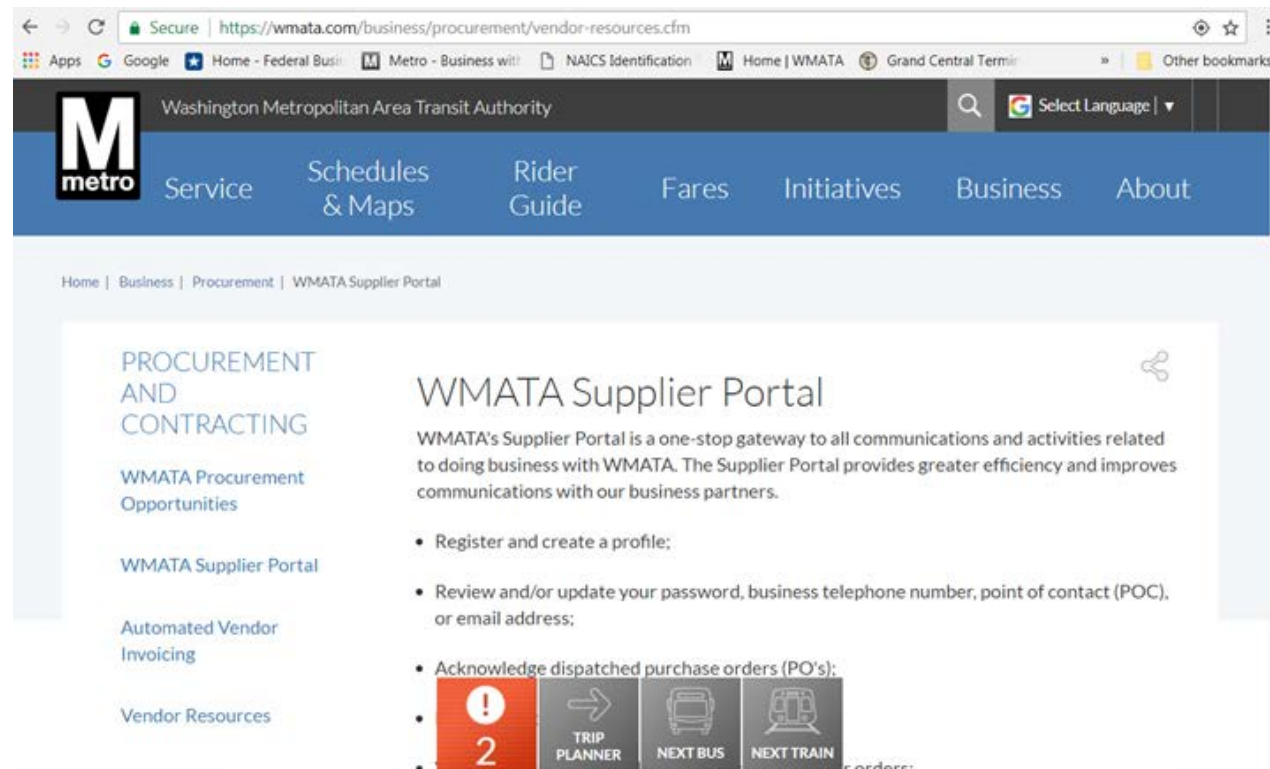 Secure | https://wmata.com/business/procurement/vendor-resources.cfm
Apps Google Home - Federal Busi Metro - Business with NAICS Identification Home | WMATA Grand Central Termin » Other bookmarks
Washington Metropolitan Area Transit Authority
G Select Language | ▼
M
metro
Service
Schedules
& Maps
Rider
Guide
Fares
Initiatives
Business
About
Home | Business | Procurement | WMATA Supplier Portal
PROCUREMENT
AND
CONTRACTING
WMATA Procurement
Opportunities
WMATA Supplier Portal
Automated Vendor
Invoicing
Vendor Resources
WMATA Supplier Portal
WMATA's Supplier Portal is a one-stop gateway to all communications and activities related
to doing business with WMATA. The Supplier Portal provides greater efficiency and improves
communications with our business partners.
• Register and create a profile;
• Review and/or update your password, business telephone number, point of contact (POC),
or email address;
• Acknowledge dispatched purchase orders (PO's);
!
2
TRIP
PLANNER
NEXT BUS
NEXT TRAIN
orders;